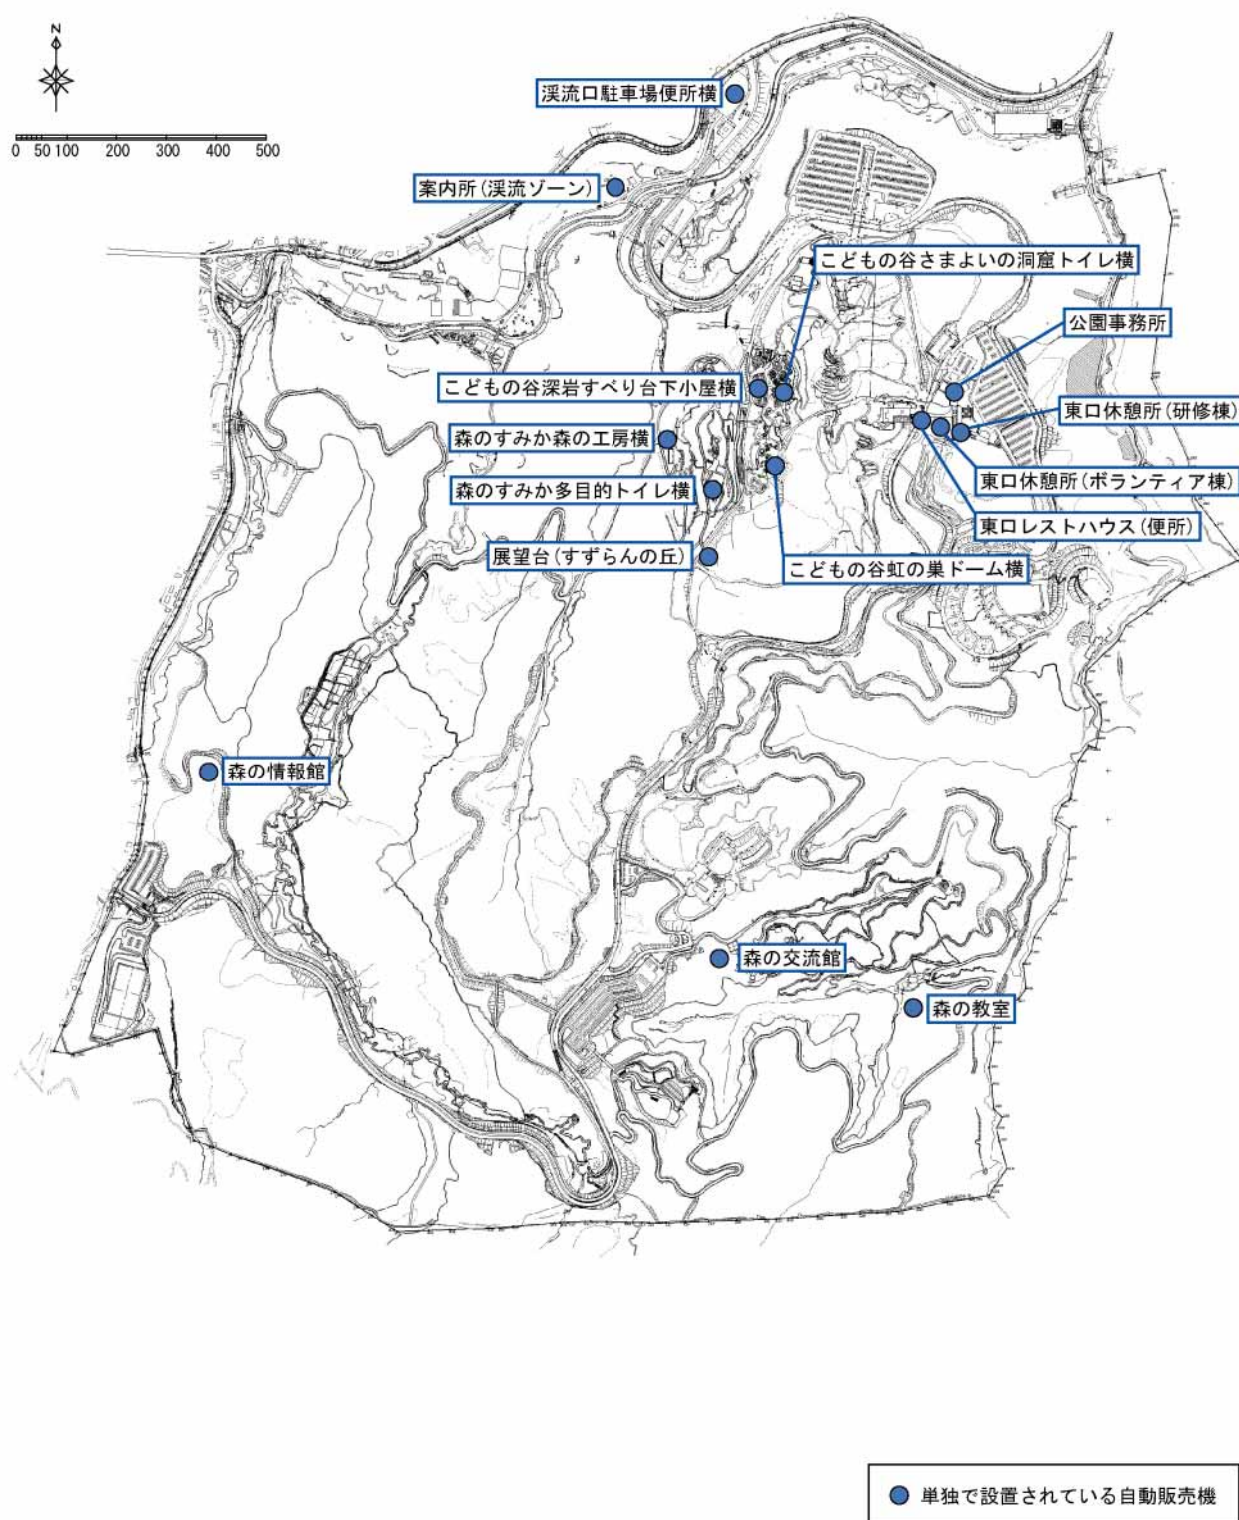 N
0 50 100 200 300 400 500
渓流口駐車場便所横
案内所(渓流ゾーン)
こどもの谷さまよいの洞窟トイレ横
公園事務所
こどもの谷深岩すべり台下小屋横
東口休憩所(研修棟)
森のすみか森の工房横
東口休憩所(ボランティア棟)
森のすみか多目的トイレ横
東口レストハウス(便所)
展望台(すずらんの丘)
こどもの谷虹の巣ドーム横
森の情報館
森の交流館
森の教室
単独で設置されている自動販売機